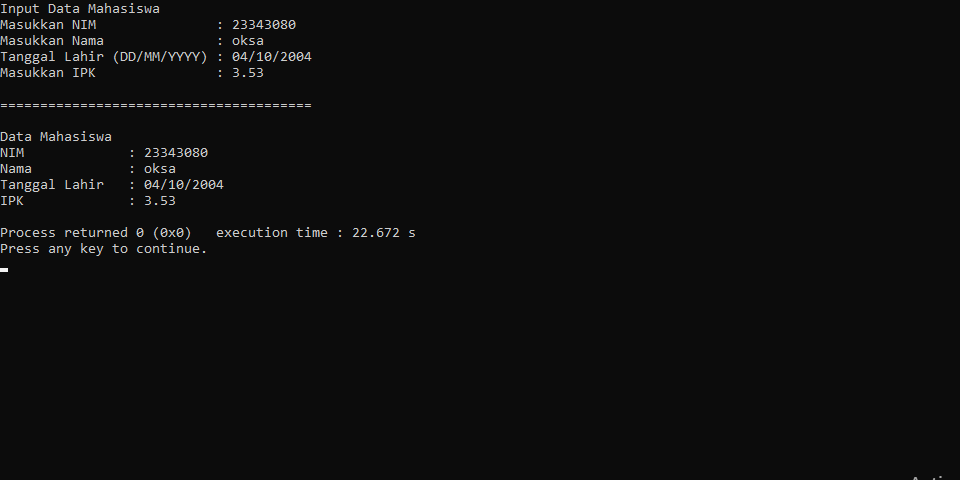 Input Data Mahasiswa
Masukkan NIM               : 23343080
Masukkan Nama              : oksa
Tanggal Lahir (DD/MM/YYYY) : 04/10/2004
Masukkan IPK               : 3.53
=======================================
Data Mahasiswa
NIM             : 23343080
Nama            : oksa
Tanggal Lahir   : 04/10/2004
IPK             : 3.53
Process returned 0 (0x0)   execution time : 22.672 s
Press any key to continue.